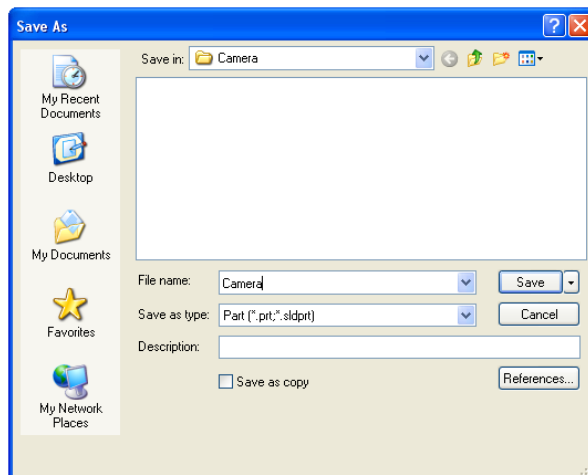 Save As
Save in: Camera
My Recent
Documents
Desktop
My Documents
Favorites
My Network
Places
File name: Camera Save
Save as type: Part (*.prt;*.sldprt) Cancel
Description:
Save as copy References...